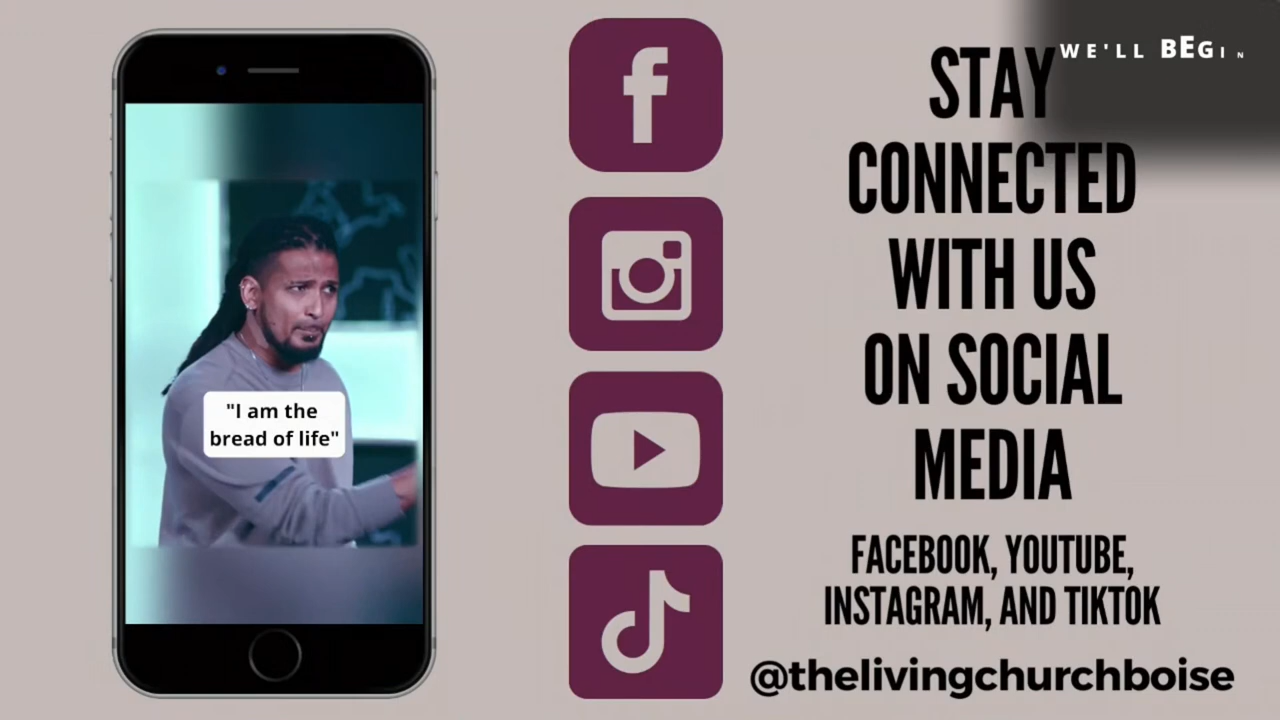 WE'LL BEGIN
STAY
CONNECTED
WITH US
ON SOCIAL
MEDIA
FACEBOOK, YOUTUBE,
INSTAGRAM, AND TIKTOK
@thelivingchurchboise
"I am the
bread of life"